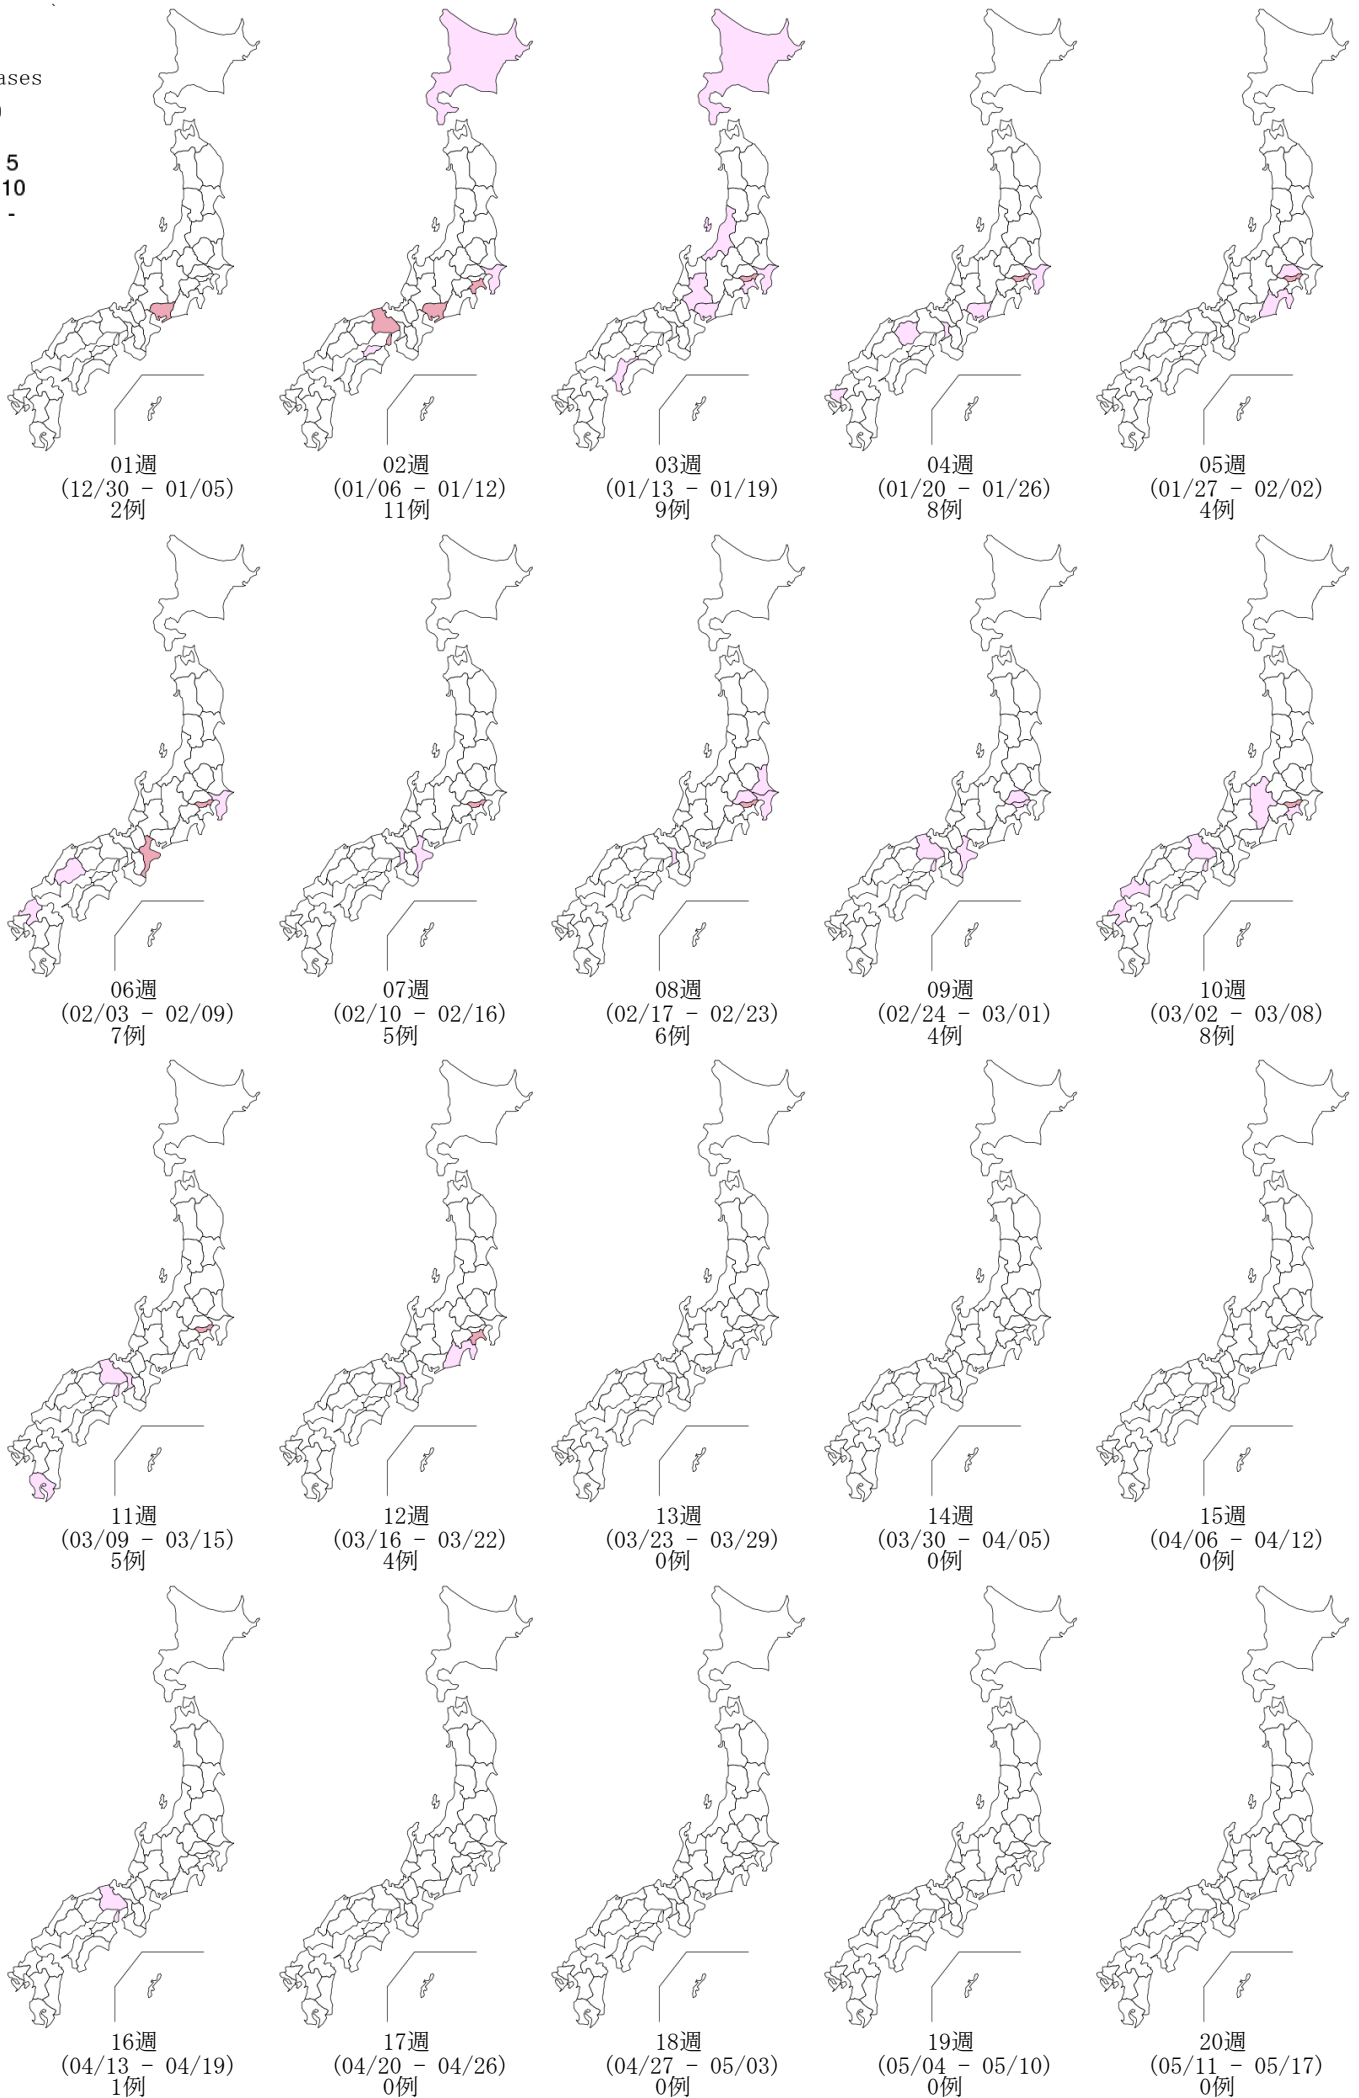 ases
5
10
-
01週
(12/30 - 01/05)
2例
02週
(01/06 - 01/12)
11例
03週
(01/13 - 01/19)
9例
04週
(01/20 - 01/26)
8例
05週
(01/27 - 02/02)
4例
06週
(02/03 - 02/09)
7例
07週
(02/10 - 02/16)
5例
08週
(02/17 - 02/23)
6例
09週
(02/24 - 03/01)
4例
10週
(03/02 - 03/08)
8例
11週
(03/09 - 03/15)
5例
12週
(03/16 - 03/22)
4例
13週
(03/23 - 03/29)
0例
14週
(03/30 - 04/05)
0例
15週
(04/06 - 04/12)
0例
16週
(04/13 - 04/19)
1例
17週
(04/20 - 04/26)
0例
18週
(04/27 - 05/03)
0例
19週
(05/04 - 05/10)
0例
20週
(05/11 - 05/17)
0例